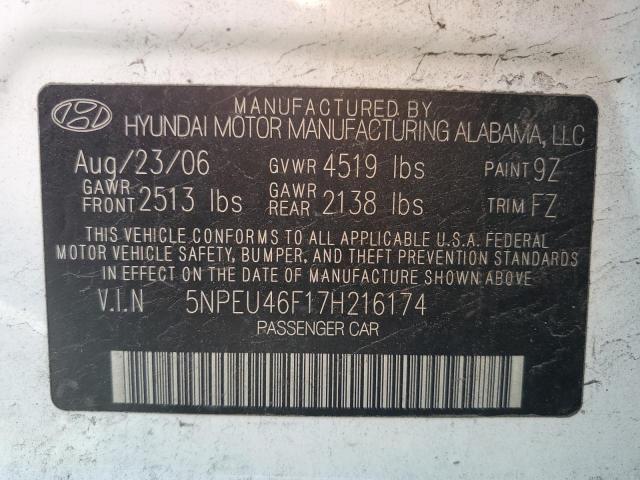 MANUFACTURED BY
HYUNDAI MOTOR MANUFACTURING ALABAMA, LLC
Aug/23/06 GVWR 4519 lbs PAINT 9Z
GAWR FRONT 2513 lbs GAWR REAR 2138 lbs TRIM FZ
THIS VEHICLE CONFORMS TO ALL APPLICABLE U.S.A. FEDERAL
MOTOR VEHICLE SAFETY, BUMPER, AND THEFT PREVENTION STANDARDS
IN EFFECT ON THE DATE OF MANUFACTURE SHOWN ABOVE.
V.I.N 5NPEU46F17H216174
PASSENGER CAR